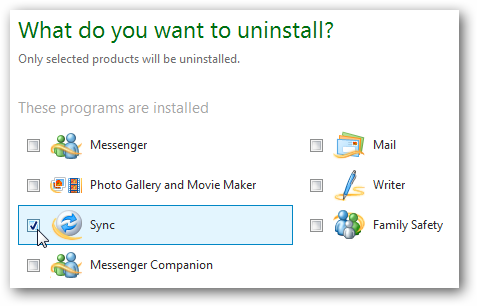 What do you want to uninstall?
Only selected products will be uninstalled.
These programs are installed
Messenger
Mail
Photo Gallery and Movie Maker
Writer
Sync
Family Safety
Messenger Companion